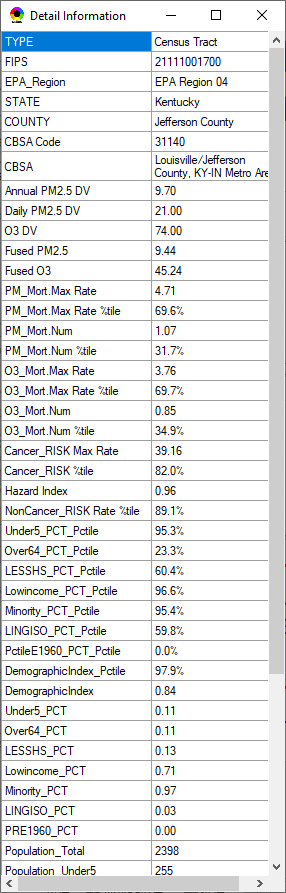 Detail Information
TYPE Census Tract
FIPS 21111001700
EPA_Region EPA Region 04
STATE Kentucky
COUNTY Jefferson County
CBSA Code 31140
CBSA Louisville/Jefferson
County, KY-IN Metro Are
Annual PM2.5 DV 9.70
Daily PM2.5 DV 21.00
O3 DV 74.00
Fused PM2.5 9.44
Fused O3 45.24
PM_Mort.Max Rate 4.71
PM_Mort.Max Rate %tile 69.6%
PM_Mort.Num 1.07
PM_Mort.Num %tile 31.7%
O3_Mort.Max Rate 3.76
O3_Mort.Max Rate %tile 69.7%
O3_Mort.Num 0.85
O3_Mort.Num %tile 34.9%
Cancer_RISK Max Rate 39.16
Cancer_RISK %tile 82.0%
Hazard Index 0.96
NonCancer_RISK Rate %tile 89.1%
Under5_PCT_Pctile 95.3%
Over64_PCT_Pctile 23.3%
LESSHS_PCT_Pctile 60.4%
Lowincome_PCT_Pctile 96.6%
Minority_PCT_Pctile 95.4%
LINGISO_PCT_Pctile 59.8%
PctileE1960_PCT_Pctile 0.0%
DemographicIndex_Pctile 97.9%
DemographicIndex 0.84
Under5_PCT 0.11
Over64_PCT 0.11
LESSHS_PCT 0.13
Lowincome_PCT 0.71
Minority_PCT 0.97
LINGISO_PCT 0.03
PRE1960_PCT 0.00
Population_Total 2398
Population_Under5 255